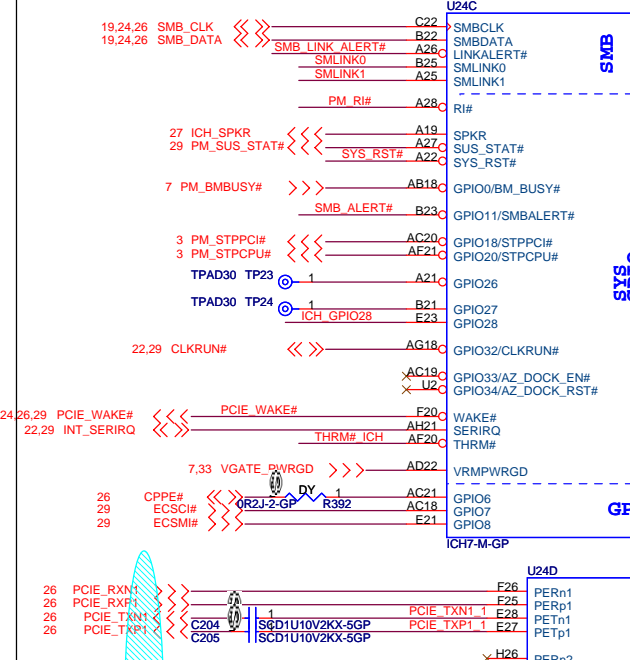 U24C
19,24,26 SMB_CLK C22 SMBCLK
19,24,26 SMB_DATA B22 SMBDATA
SMB_LINK_ALERT# A26 LINKALERT#
SMLINK0 B25 SMLINK0
SMLINK1 A25 SMLINK1
SMB
PM_RI# A28 RI#
27 ICH_SPKR A19 SPKR
29 PM_SUS_STAT# A27 SUS_STAT#
SYS_RST# A22 SYS_RST#
7 PM_BMBUSY# AB18 GPIO0/BM_BUSY#
SMB_ALERT# B23 GPIO11/SMBALERT#
3 PM_STPPCI# AC20 GPIO18/STPPCI#
3 PM_STPCPU# AF21 GPIO20/STPCPU#
TPAD30 TP23 1 A21 GPIO26
SYS
TPAD30 TP24 1 B21 GPIO27
ICH_GPIO28 E23 GPIO28
22,29 CLKRUN# AG18 GPIO32/CLKRUN#
AC19 GPIO33/AZ_DOCK_EN#
U2 GPIO34/AZ_DOCK_RST#
24,26,29 PCIE_WAKE# PCIE_WAKE# F20 WAKE#
22,29 INT_SERIRQ AH21 SERIRQ
THRM#_ICH AF20 THRM#
7,33 VGATE_PWRGD AD22 VRMPWRGD
26 CPPE# DY 1 AC21 GPIO6
0R2J-2-GP R392
29 ECSCI# AC18 GPIO7
29 ECSMI# E21 GPIO8
GP
ICH7-M-GP
U24D
26 PCIE_RXN1 F26 PERn1
26 PCIE_RXP1 F25 PERp1
26 PCIE_TXN1 C204 1 SCD1U10V2KX-5GP PCIE_TXN1_1 E28 PETn1
26 PCIE_TXP1 C205 1 SCD1U10V2KX-5GP PCIE_TXP1_1 E27 PETp1
H26 PERn2